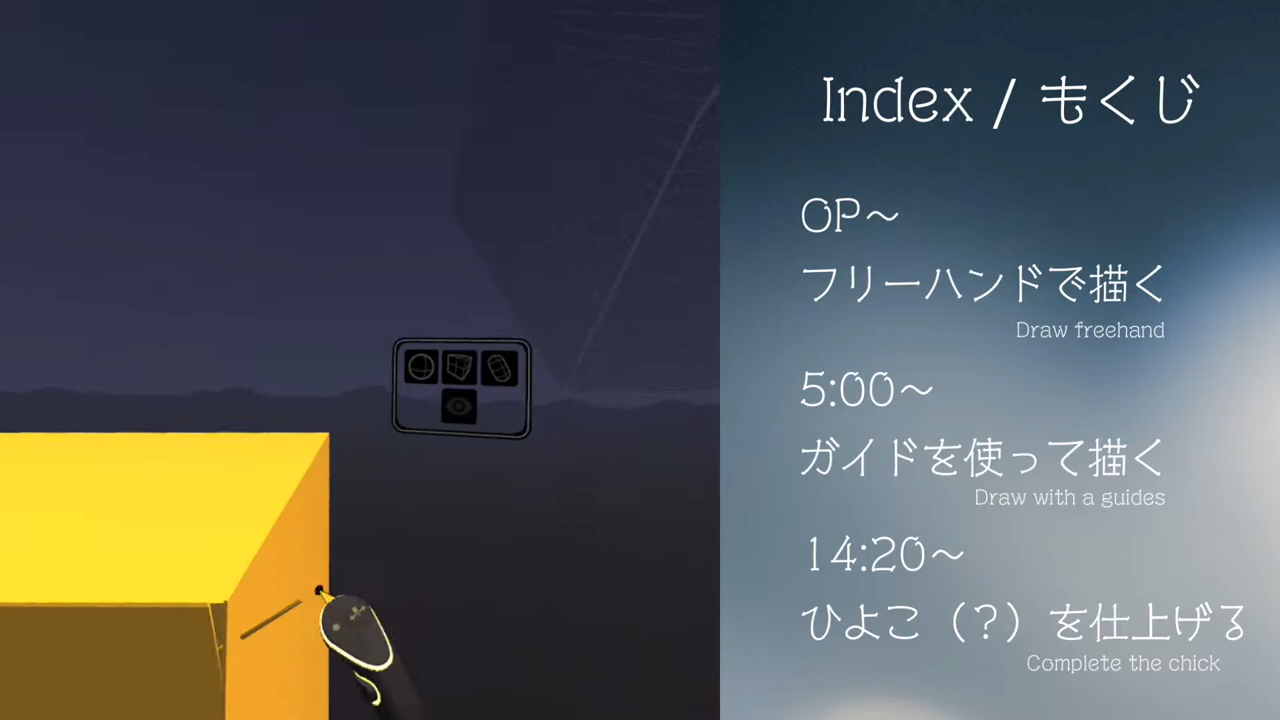 Index / もくじ
OP～
フリーハンドで描く
Draw freehand
5:00～
ガイドを使って描く
Draw with a guides
14:20～
ひよこ（？）を仕上げる
Complete the chick